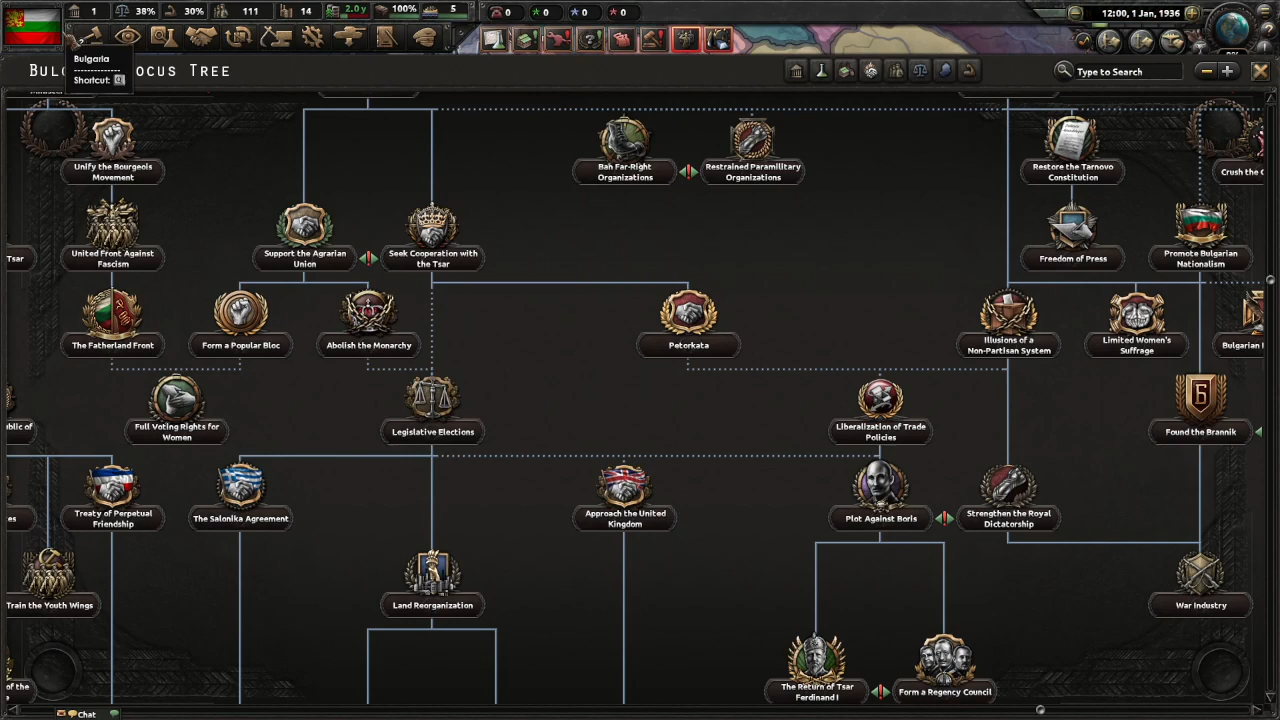 1 38% 30% 111 14 2.0 y 100% 5 0 0 0 0 12:00, 1 Jan, 1936
Bulgaria
------------
Shortcut: Q
Bul ocus Tree
Type to Search
Unify the Bourgeois
Movement
Ban Far-Right
Organizations
Restrained Paramilitary
Organizations
Restore the Tarnovo
Constitution
Crush the
Tsar
United Front Against
Fascism
Support the Agrarian
Union
Seek Cooperation with
the Tsar
Freedom of Press
Promote Bulgarian
Nationalism
The Fatherland Front
Form a Popular Bloc
Abolish the Monarchy
Petorkata
Illusions of a
Non-Partisan System
Limited Women's
Suffrage
Bulgarian
ublic of
Full Voting Rights for
Women
Legislative Elections
Liberalization of Trade
Policies
Found the Brannik
es
Treaty of Perpetual
Friendship
The Salonika Agreement
Approach the United
Kingdom
Plot Against Boris
Strengthen the Royal
Dictatorship
Train the Youth Wings
Land Reorganization
War Industry
of the
The Return of Tsar
Ferdinand I
Form a Regency Council
Chat